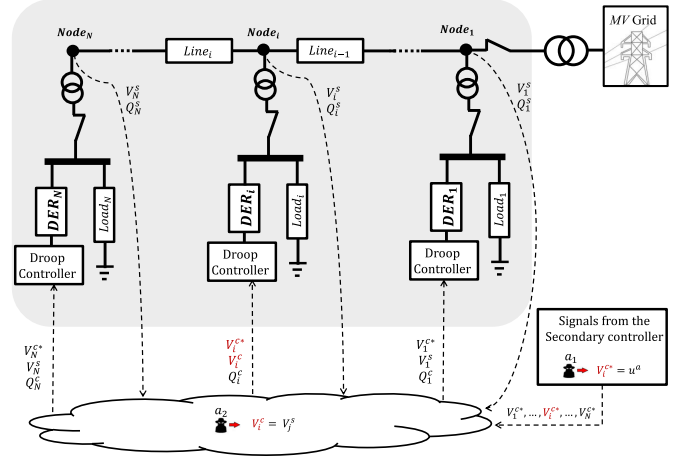 Node_N
Node_i
Node_1
MV Grid
Line_i
Line_{i−1}
V_N^s
Q_N^s
V_i^s
Q_i^s
V_1^s
Q_1^s
DER_N
Load_N
DER_i
Load_i
DER_1
Load_1
Droop
Controller
Droop
Controller
Droop
Controller
V_N^{c*}
V_N^s
Q_N^c
V_i^{c*}
V_i^c
Q_i^c
V_1^{c*}
V_1^s
Q_1^c
Signals from the
Secondary controller
a_1
V_i^{c*} = u^a
V_1^{c*}, …, V_i^{c*}, …, V_N^{c*}
a_2
V_i^c = V_j^s